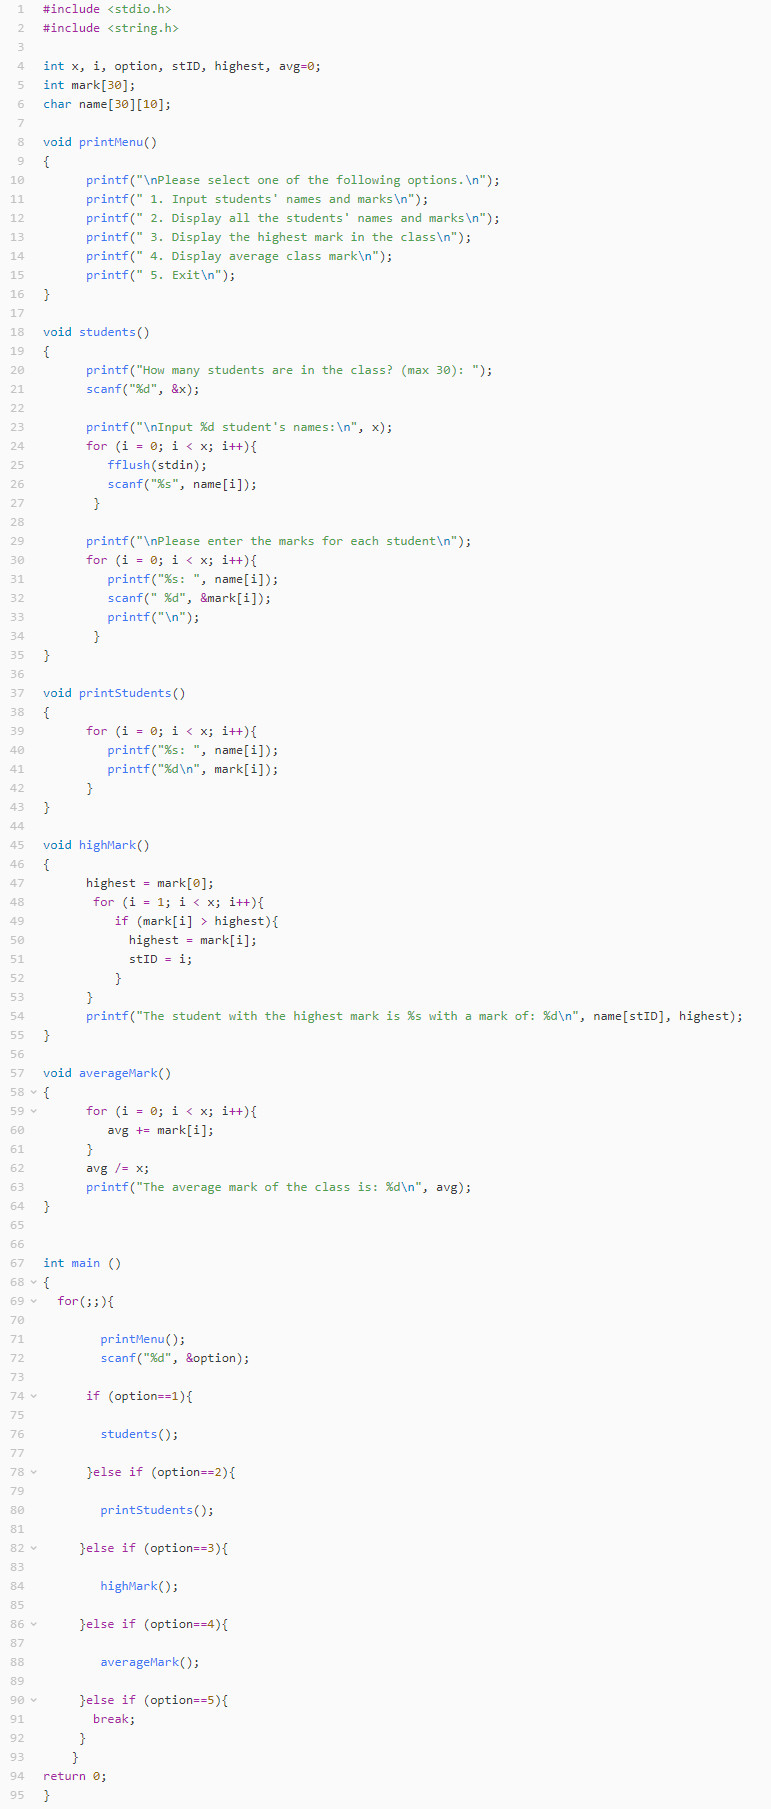 1 #include <stdio.h>
2 #include <string.h>
3
4 int x, i, option, stID, highest, avg=0;
5 int mark[30];
6 char name[30][10];
7
8 void printMenu()
9 {
10 printf("\nPlease select one of the following options.\n");
11 printf(" 1. Input students' names and marks\n");
12 printf(" 2. Display all the students' names and marks\n");
13 printf(" 3. Display the highest mark in the class\n");
14 printf(" 4. Display average class mark\n");
15 printf(" 5. Exit\n");
16 }
17
18 void students()
19 {
20 printf("How many students are in the class? (max 30): ");
21 scanf("%d", &x);
22
23 printf("\nInput %d student's names:\n", x);
24 for (i = 0; i < x; i++){
25 fflush(stdin);
26 scanf("%s", name[i]);
27 }
28
29 printf("\nPlease enter the marks for each student\n");
30 for (i = 0; i < x; i++){
31 printf("%s: ", name[i]);
32 scanf(" %d", &mark[i]);
33 printf("\n");
34 }
35 }
36
37 void printStudents()
38 {
39 for (i = 0; i < x; i++){
40 printf("%s: ", name[i]);
41 printf("%d\n", mark[i]);
42 }
43 }
44
45 void highMark()
46 {
47 highest = mark[0];
48 for (i = 1; i < x; i++){
49 if (mark[i] > highest){
50 highest = mark[i];
51 stID = i;
52 }
53 }
54 printf("The student with the highest mark is %s with a mark of: %d\n", name[stID], highest);
55 }
56
57 void averageMark()
58 {
59 for (i = 0; i < x; i++){
60 avg += mark[i];
61 }
62 avg /= x;
63 printf("The average mark of the class is: %d\n", avg);
64 }
65
66
67 int main ()
68 {
69 for(;;){
70
71 printMenu();
72 scanf("%d", &option);
73
74 if (option==1){
75
76 students();
77
78 }else if (option==2){
79
80 printStudents();
81
82 }else if (option==3){
83
84 highMark();
85
86 }else if (option==4){
87
88 averageMark();
89
90 }else if (option==5){
91 break;
92 }
93 }
94 return 0;
95 }